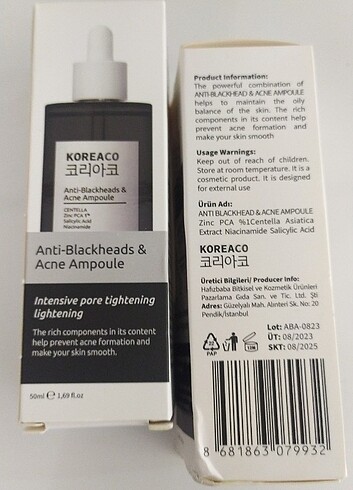 KOREACO
코리아코
Anti-Blackheads &
Acne Ampoule
CENTELLA
Zinc PCA 1%
Salicylic Acid
Niacinamide
Anti-Blackheads &
Acne Ampoule
Intensive pore tightening
lightening
The rich components in its content
help prevent acne formation and
make your skin smooth.
50ml e 1,69 fl.oz
Product Information:
The powerful combination of
ANTI-BLACKHEAD & ACNE AMPOULE
helps to maintain the oily
balance of the skin. The rich
components in its content help
prevent acne formation and
make your skin smooth
Usage Warnings:
Keep out of reach of children.
Store at room temperature. It is a
cosmetic product. It is designed
for external use
Ürün Adı:
ANTI BLACKHEAD & ACNE AMPOULE
Zinc PCA %1Centella Asiatica
Extract Niacinamide Salicylic Acid
KOREACO
코리아코
Üretici Bilgileri/ Producer Info:
Hafızbaba Bitkisel ve Kozmetik Ürünleri
Pazarlama Gıda San. ve Tic. Ltd. Şti
Adres: Güzelyalı Mah. Alınteri Sk. No: 20
Pendik/İstanbul
Lot: ABA-0823
ÜT: 08/2023
SKT: 08/2025
PAP
12M
8 681863 079932